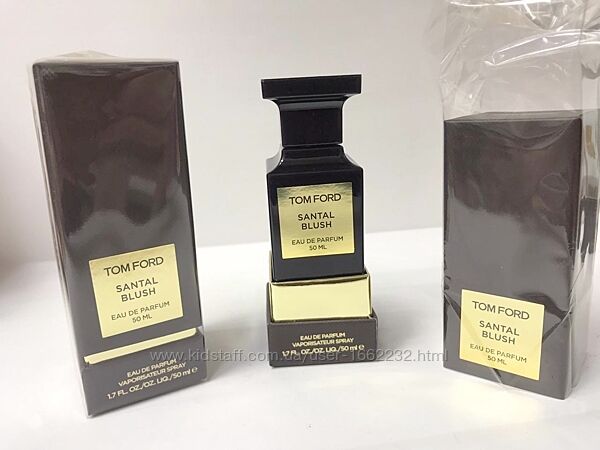 TOM FORD
SANTAL
BLUSH
EAU DE PARFUM
50 ML
EAU DE PARFUM
VAPORISATEUR SPRAY
1.7 FL. OZ./OZ. LIQ./50 ml e
TOM FORD
SANTAL
BLUSH
EAU DE PARFUM
50 ML
EAU DE PARFUM
VAPORISATEUR SPRAY
1.7 FL. OZ./OZ. LIQ./50 ml e
TOM FORD
SANTAL
BLUSH
EAU DE PARFUM
50 ML
www.kidstaff.com.ua/user-1662232.html